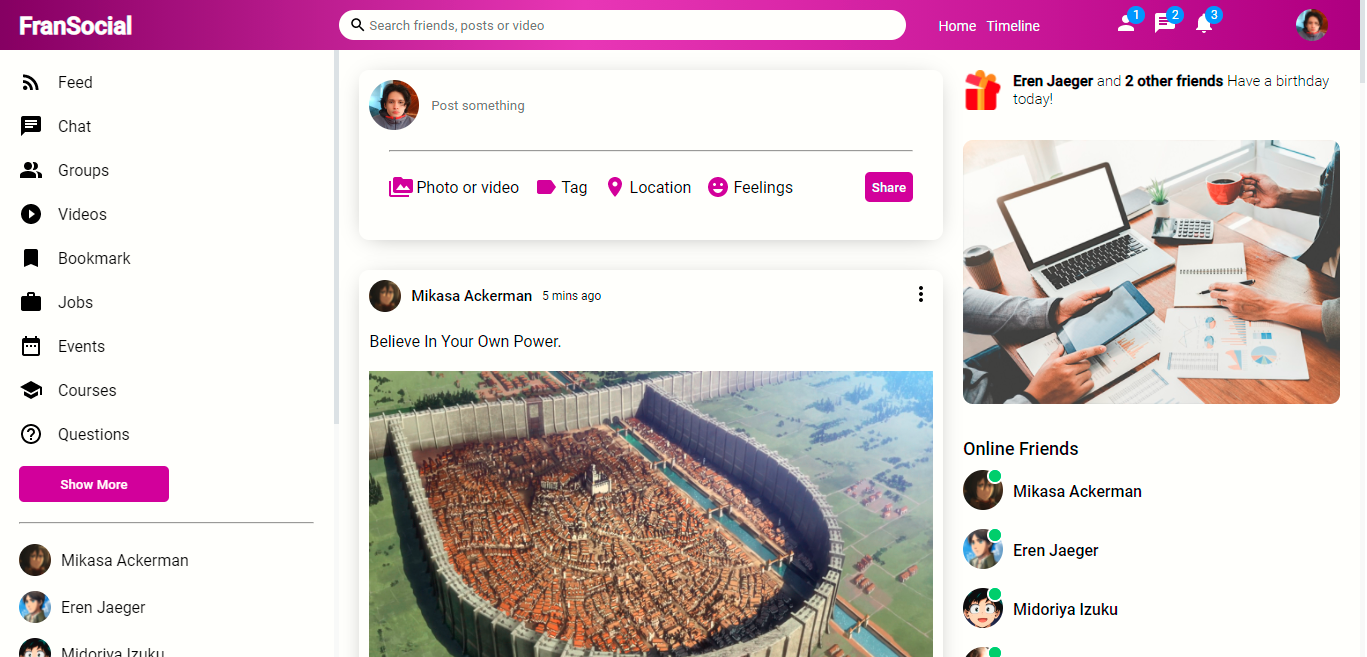 FranSocial
Search friends, posts or video
Home Timeline
1 2 3
Feed
Chat
Groups
Videos
Bookmark
Jobs
Events
Courses
Questions
Show More
Mikasa Ackerman
Eren Jaeger
Midoriya Izuku
Post something
Photo or video Tag Location Feelings Share
Mikasa Ackerman 5 mins ago
Believe In Your Own Power.
Eren Jaeger and 2 other friends Have a birthday
today!
Online Friends
Mikasa Ackerman
Eren Jaeger
Midoriya Izuku